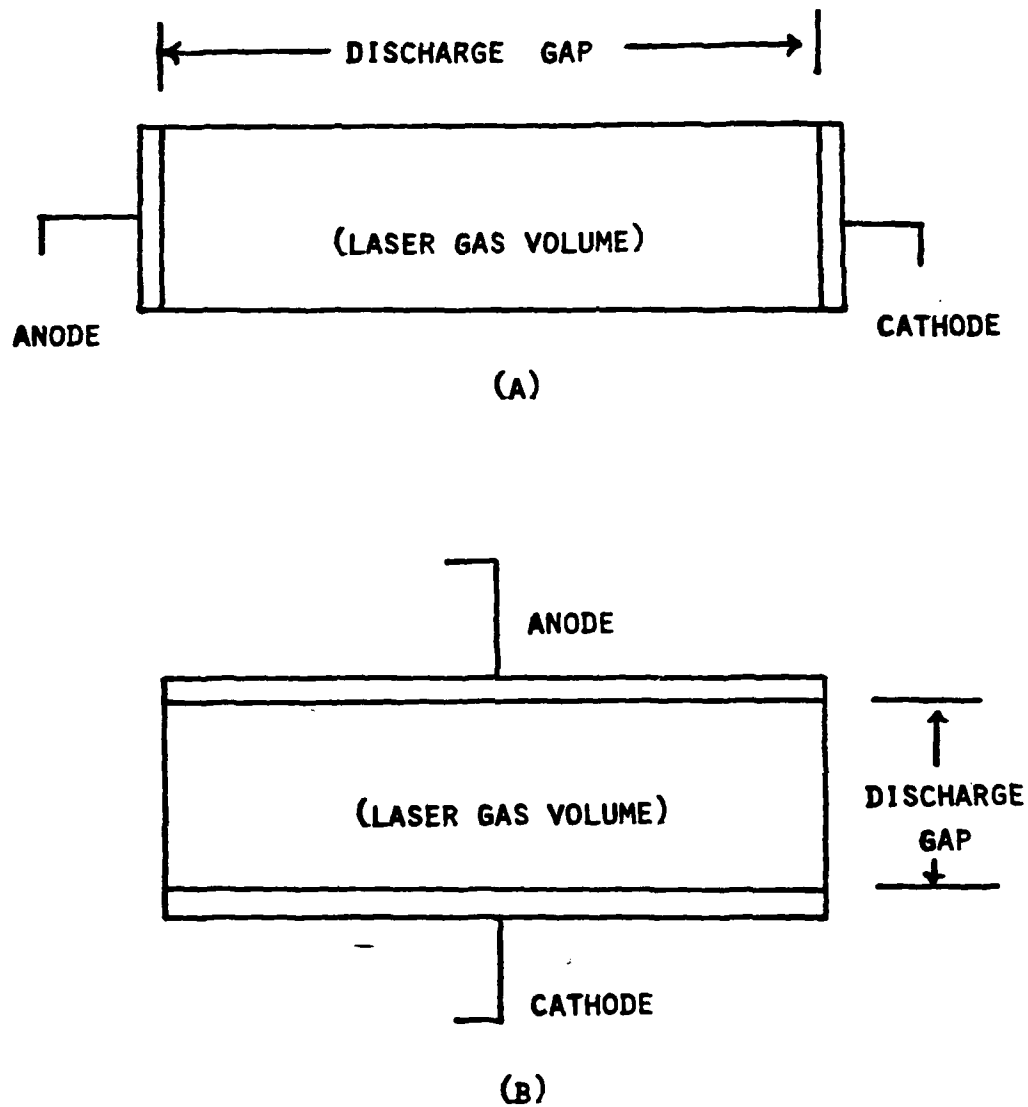 DISCHARGE GAP
(LASER GAS VOLUME)
ANODE
CATHODE
(A)
ANODE
(LASER GAS VOLUME)
DISCHARGE
GAP
CATHODE
(B)